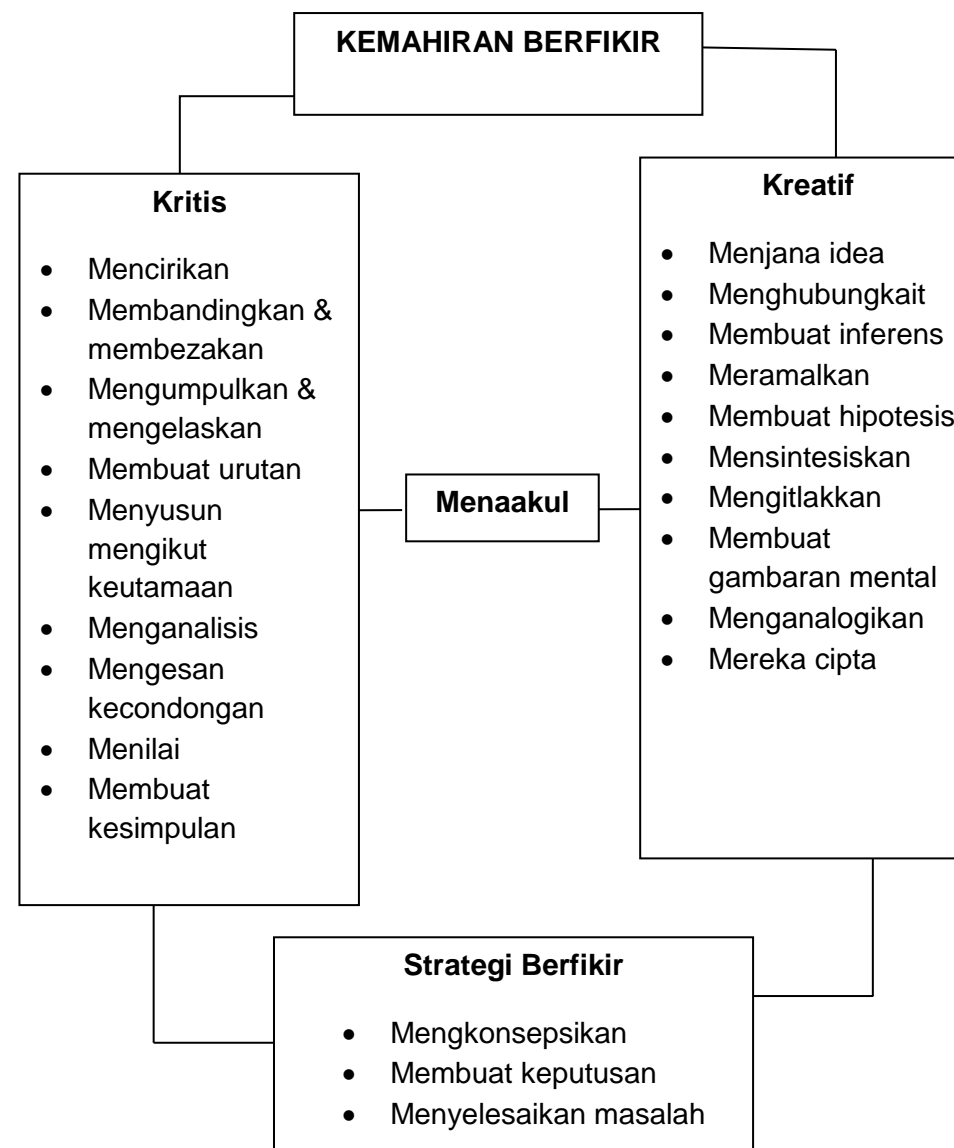 KEMAHIRAN BERFIKIR
Kritis
Mencirikan
Membandingkan &
membezakan
Mengumpulkan &
mengelaskan
Membuat urutan
Menyusun
mengikut
keutamaan
Menganalisis
Mengesan
kecondongan
Menilai
Membuat
kesimpulan
Menaakul
Kreatif
Menjana idea
Menghubungkait
Membuat inferens
Meramalkan
Membuat hipotesis
Mensintesiskan
Mengitlakkan
Membuat
gambaran mental
Menganalogikan
Mereka cipta
Strategi Berfikir
Mengkonsepsikan
Membuat keputusan
Menyelesaikan masalah